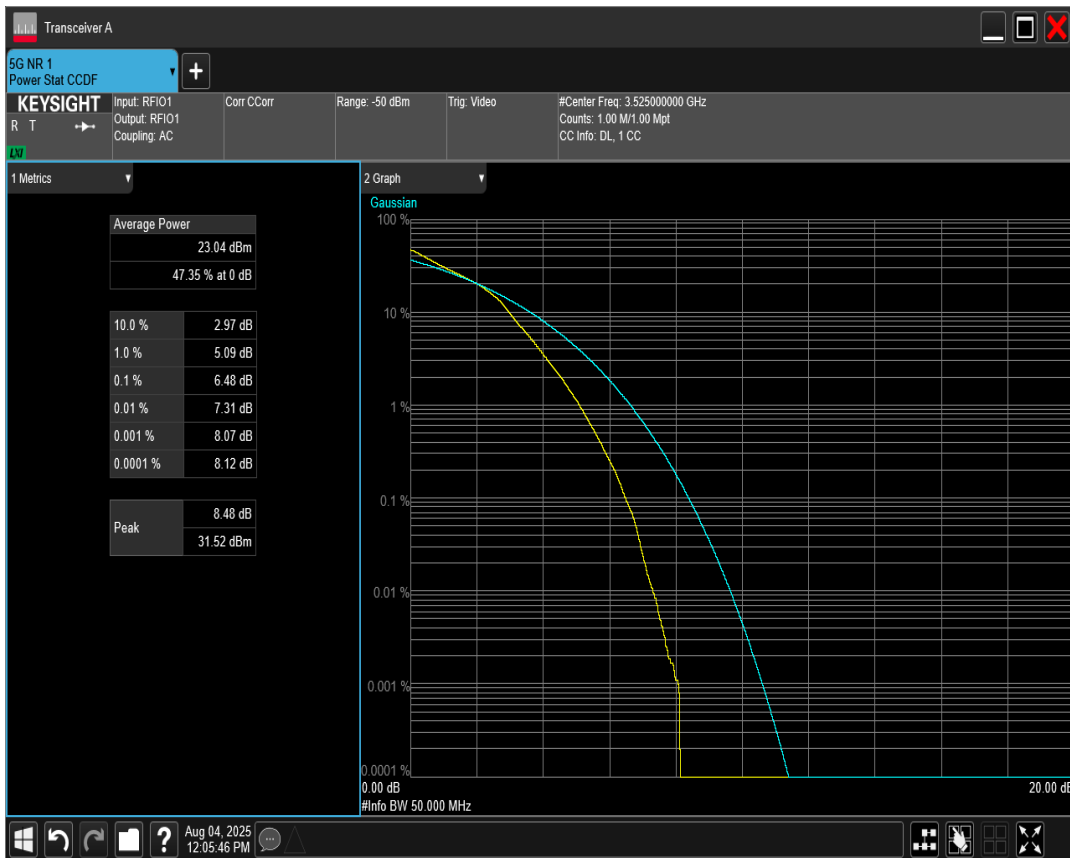 Transceiver A
5G NR 1
Power Stat CCDF
KEYSIGHT
R T
LXI
Input: RFIO1
Output: RFIO1
Coupling: AC
Corr CCorr
Range: -50 dBm
Trig: Video
#Center Freq: 3.525000000 GHz
Counts: 1.00 M/1.00 Mpt
CC Info: DL, 1 CC
1 Metrics
Average Power
23.04 dBm
47.35 % at 0 dB
10.0 % 2.97 dB
1.0 % 5.09 dB
0.1 % 6.48 dB
0.01 % 7.31 dB
0.001 % 8.07 dB
0.0001 % 8.12 dB
Peak
8.48 dB
31.52 dBm
2 Graph
Gaussian
100 %
10 %
1 %
0.1 %
0.01 %
0.001 %
0.0001 %
0.00 dB 20.00 dB
#Info BW 50.000 MHz
Aug 04, 2025
12:05:46 PM